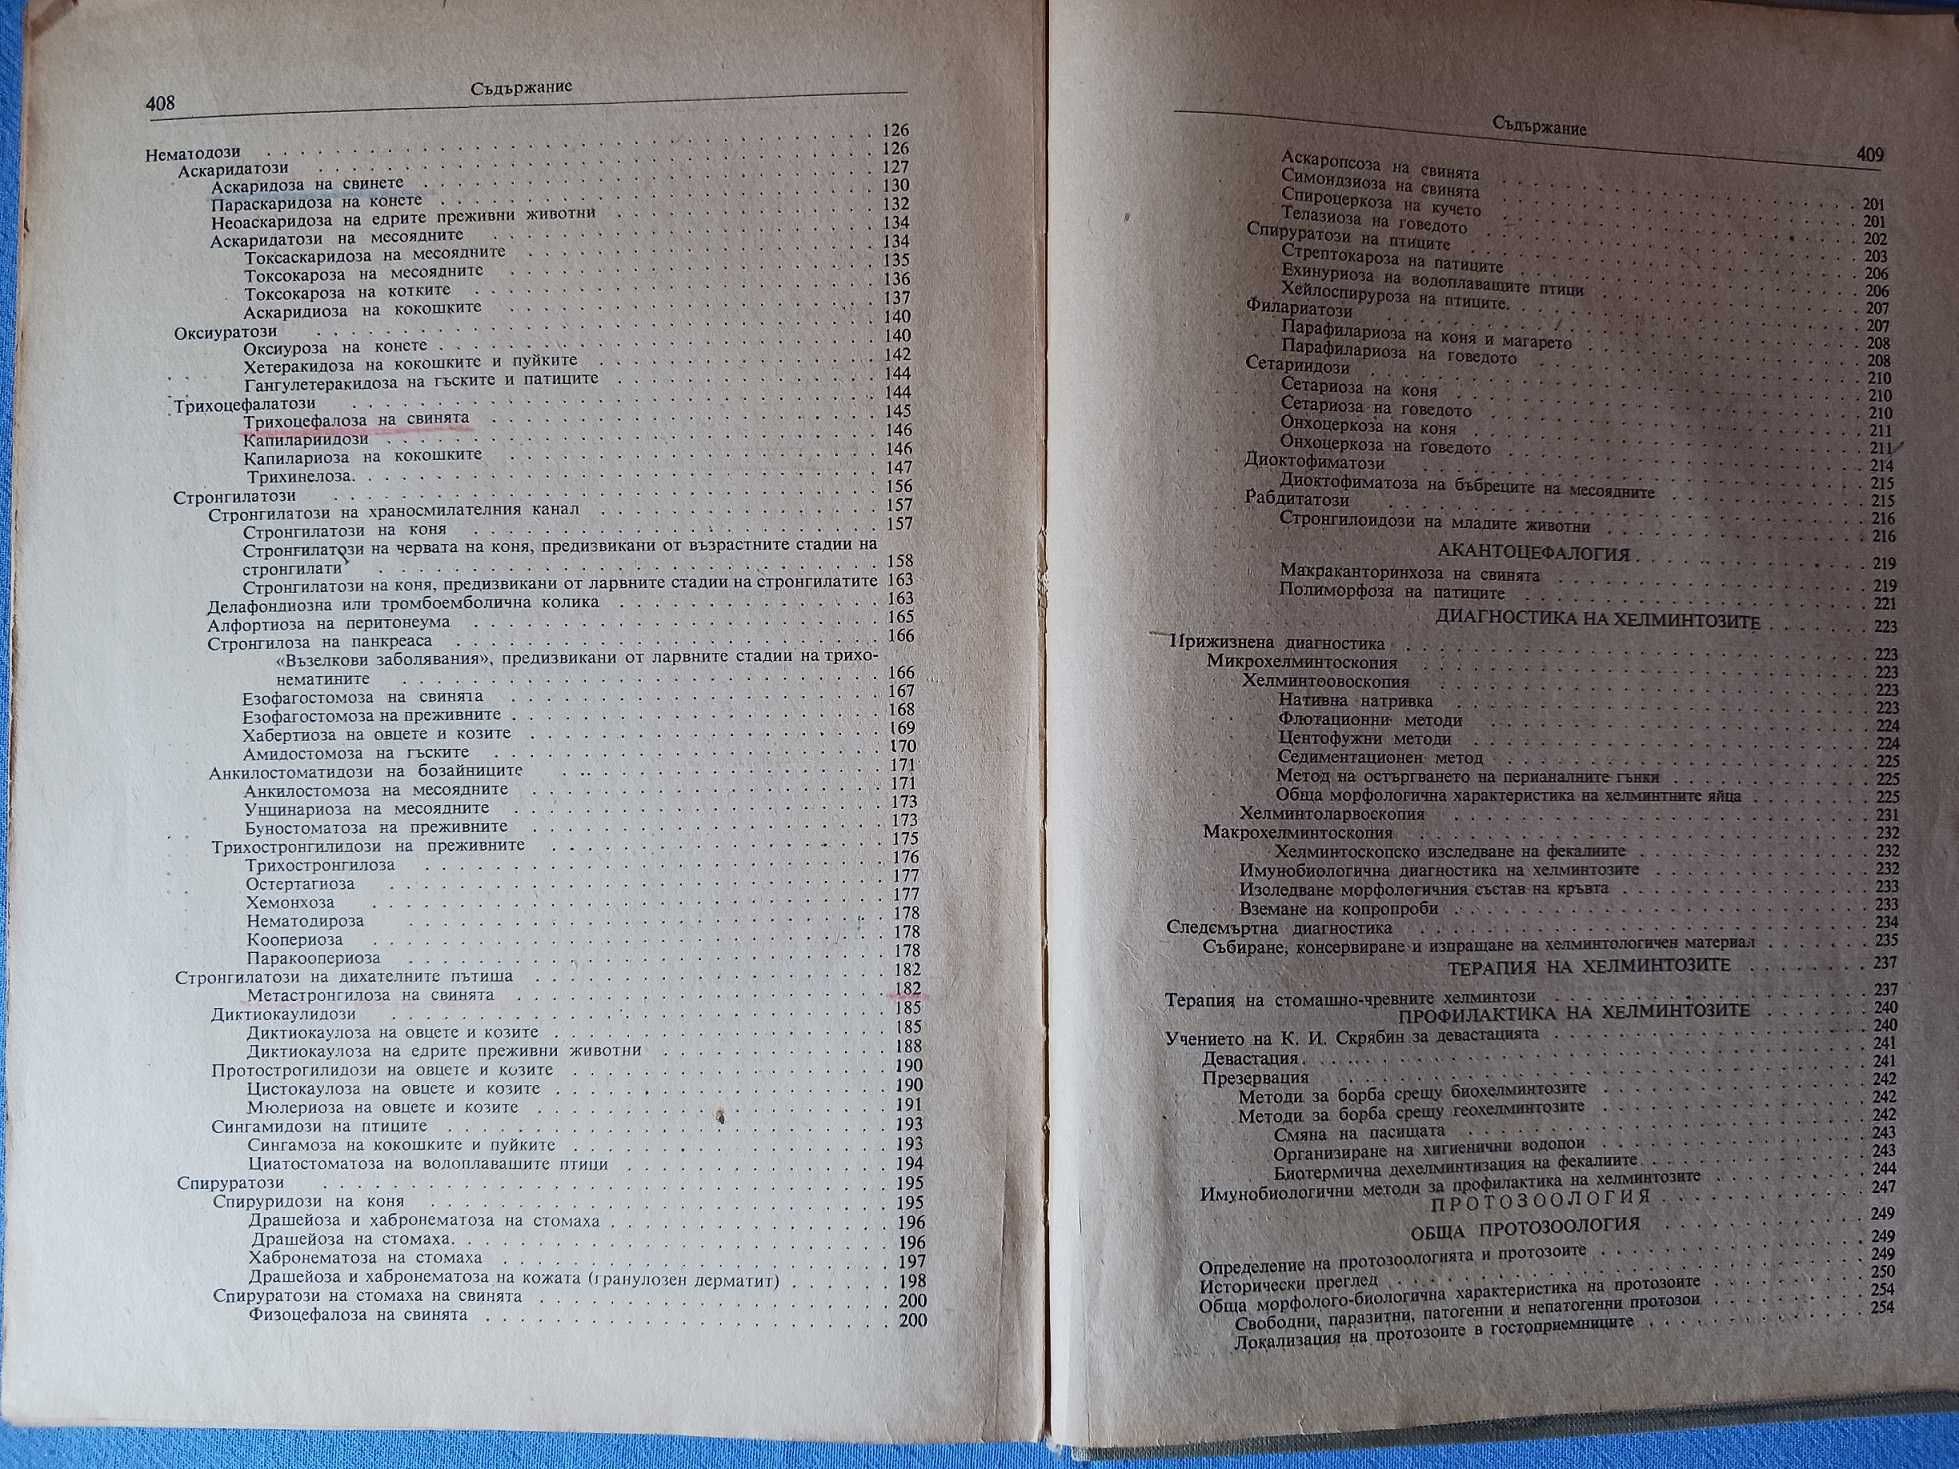 408
Съдържание
Нематодози . . . 126
Аскаридатози . . . 126
Аскаридоза на свинете . . . 127
Параскаридоза на конете . . . 130
Неоаскаридоза на едрите преживни животни . . . 132
Аскаридатози на месоядните . . . 134
Токсаскаридоза на месоядните . . . 134
Токсокароза на месоядните . . . 135
Токсокароза на котките . . . 136
Аскаридиоза на кокошките . . . 137
Оксиуратози . . . 140
Оксиуроза на конете . . . 140
Хетеракидоза на кокошките и пуйките . . . 142
Гангулетеракидоза на гъските и патиците . . . 144
Трихоцефалатози . . . 144
Трихоцефалоза на свинята . . . 145
Капилариидози . . . 146
Капилариоза на кокошките . . . 146
Трихинелоза. . . . 147
Стронгилатози . . . 156
Стронгилатози на храносмилателния канал . . . 157
Стронгилатози на коня . . . 157
Стронгилатози на червата на коня, предизвикани от възрастните стадии на
стронгилати . . . 158
Стронгилатози на коня, предизвикани от ларвните стадии на стронгилатите 163
Делафондиозна или тромбоемболична колика . . . 163
Алфортиоза на перитонеума . . . 165
Стронгилоза на панкреаса . . . 166
«Възелкови заболявания», предизвикани от ларвните стадии на трихо-
нематините . . . 166
Езофагостомоза на свинята . . . 167
Езофагостомоза на преживните . . . 168
Хабертиоза на овцете и козите . . . 169
Амидостомоза на гъските . . . 170
Анкилостоматидози на бозайниците . . . 171
Анкилостомоза на месоядните . . . 171
Унцинариоза на месоядните . . . 173
Буностоматоза на преживните . . . 173
Трихостронгилидози на преживните . . . 175
Трихостронгилоза . . . 176
Остертагиоза . . . 177
Хемонхоза . . . 177
Нематодироза . . . 178
Коопериоза . . . 178
Паракоопериоза . . . 178
Стронгилатози на дихателните пътища . . . 182
Метастронгилоза на свинята . . . 182
Диктиокаулидози . . . 185
Диктиокаулоза на овцете и козите . . . 185
Диктиокаулоза на едрите преживни животни . . . 188
Протострогилидози на овцете и козите . . . 190
Цистокаулоза на овцете и козите . . . 190
Мюлериоза на овцете и козите . . . 191
Сингамидози на птиците . . . 193
Сингамоза на кокошките и пуйките . . . 193
Циатостоматоза на водоплаващите птици . . . 194
Спируратози . . . 195
Спируридози на коня . . . 195
Драшейоза и хабронематоза на стомаха . . . 196
Драшейоза на стомаха. . . . 196
Хабронематоза на стомаха . . . 197
Драшейоза и хабронематоза на кожата (гранулозен дерматит) . . . 198
Спируратози на стомаха на свинята . . . 200
Физоцефалоза на свинята . . . 200
Съдържание
409
Аскаропсоза на свинята . . . 201
Симондзиоза на свинята . . . 201
Спироцеркоза на кучето . . . 202
Телазиоза на говедото . . . 203
Спируратози на птиците . . . 206
Стрептокароза на патиците . . . 206
Ехинуриоза на водоплаващите птици . . . 207
Хейлоспируроза на птиците. . . . 207
Филариатози . . . 208
Парафилариоза на коня и магарето . . . 208
Парафилариоза на говедото . . . 210
Сетариидози . . . 210
Сетариоза на коня . . . 210
Сетариоза на говедото . . . 211
Онхоцеркоза на коня . . . 211
Онхоцеркоза на говедото . . . 214
Диоктофиматози . . . 215
Диоктофиматоза на бъбреците на месоядните . . . 215
Рабдитатози . . . 216
Стронгилоидози на младите животни . . . 216
АКАНТОЦЕФАЛОГИЯ . . . 219
Макраканторинхоза на свинята . . . 219
Полиморфоза на патиците . . . 221
ДИАГНОСТИКА НА ХЕЛМИНТОЗИТЕ . . . 223
Прижизнена диагностика . . . 223
Микрохелминтоскопия . . . 223
Хелминтоовоскопия . . . 223
Нативна натривка . . . 223
Флотационни методи . . . 224
Центофужни методи . . . 224
Седиментационен метод . . . 225
Метод на остъргването на перианалните гънки . . . 225
Обща морфологична характеристика на хелминтните яйца . . . 225
Хелминтоларвоскопия . . . 231
Макрохелминтоскопия . . . 232
Хелминтоскопско изследване на фекалиите . . . 232
Имунобиологична диагностика на хелминтозите . . . 232
Изследване морфологичния състав на кръвта . . . 233
Вземане на копропроби . . . 233
Следсмъртна диагностика . . . 234
Събиране, консервиране и изпращане на хелминтологичен материал . . . 235
ТЕРАПИЯ НА ХЕЛМИНТОЗИТЕ . . . 237
Терапия на стомашно-чревните хелминтози . . . 237
ПРОФИЛАКТИКА НА ХЕЛМИНТОЗИТЕ . . . 240
Учението на К. И. Скрябин за девастацията . . . 240
Девастация. . . . 241
Презервация . . . 241
Методи за борба срещу биохелминтозите . . . 242
Методи за борба срещу геохелминтозите . . . 242
Смяна на пасищата . . . 242
Организиране на хигиенични водопои . . . 243
Биотермична дехелминтизация на фекалиите. . . . 243
Имунобиологични методи за профилактика на хелминтозите . . . 244
ПРОТОЗООЛОГИЯ . . . 247
ОБЩА ПРОТОЗООЛОГИЯ . . . 249
Определение на протозоологията и протозоите . . . 249
Исторически преглед . . . 249
Обща морфолого-биологична характеристика на протозоите . . . 250
Свободни, паразитни, патогенни и непатогенни протозои . . . 254
Локализация на протозоите в гостоприемниците . . . 254